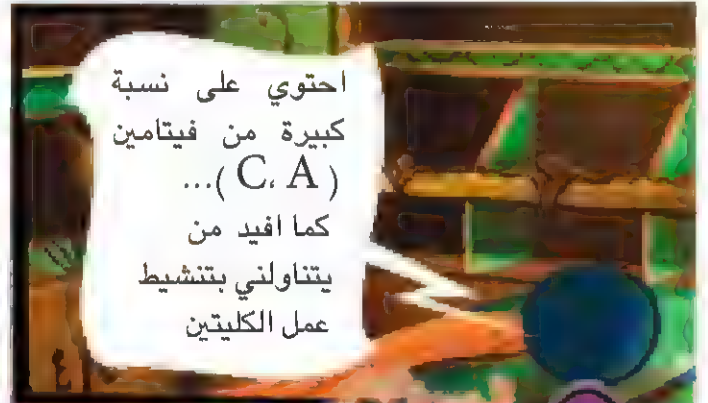 احتوي على نسبة
كبيرة من فيتامين
( C، A )...
كما افيد من
يتناولني بتنشيط
عمل الكليتين